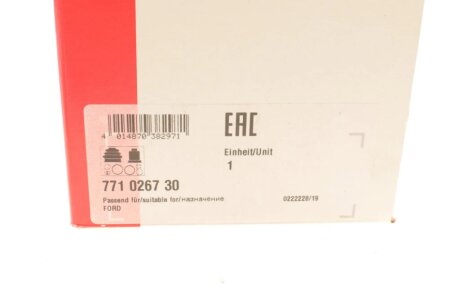 4 014870 382971
EAC
Einheit/Unit
1
771 0267 30
Passend für/suitable for/назначение
0222228/19
FORD